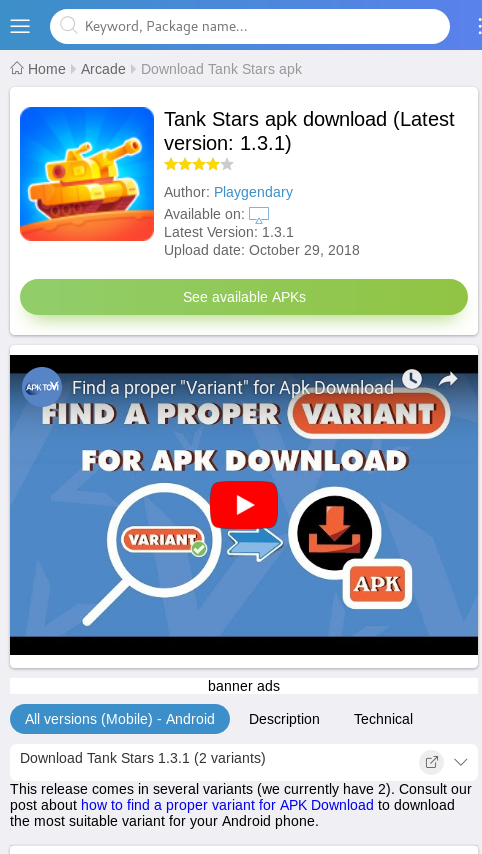 Keyword, Package name...
Home Arcade Download Tank Stars apk
Tank Stars apk download (Latest
version: 1.3.1)
Author: Playgendary
Available on:
Latest Version: 1.3.1
Upload date: October 29, 2018
See available APKs
Find a proper "Variant" for Apk Download
FIND A PROPER VARIANT
FOR APK DOWNLOAD
VARIANT
APK
banner ads
All versions (Mobile) - Android Description Technical
Download Tank Stars 1.3.1 (2 variants)
This release comes in several variants (we currently have 2). Consult our
post about how to find a proper variant for APK Download to download
the most suitable variant for your Android phone.